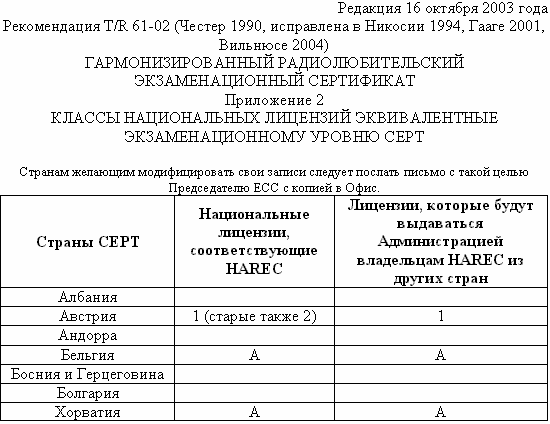 Редакция 16 октября 2003 года
Рекомендация T/R 61-02 (Честер 1990, исправлена в Никосии 1994, Гааге 2001,
Вильнюсе 2004)
ГАРМОНИЗИРОВАННЫЙ РАДИОЛЮБИТЕЛЬСКИЙ
ЭКЗАМЕНАЦИОННЫЙ СЕРТИФИКАТ
Приложение 2
КЛАССЫ НАЦИОНАЛЬНЫХ ЛИЦЕНЗИЙ ЭКВИВАЛЕНТНЫЕ
ЭКЗАМЕНАЦИОННОМУ УРОВНЮ СЕРТ
Странам желающим модифицировать свои записи следует послать письмо с такой целью
Председателю ECC с копией в Офис.
Страны CEPT
Национальные
лицензии,
соответствующие
HAREC
Лицензии, которые будут
выдаваться
Администрацией
владельцам HAREC из
других стран
Албания
Австрия 1 (старые также 2) 1
Андорра
Бельгия A A
Босния и Герцеговина
Болгария
Хорватия A A